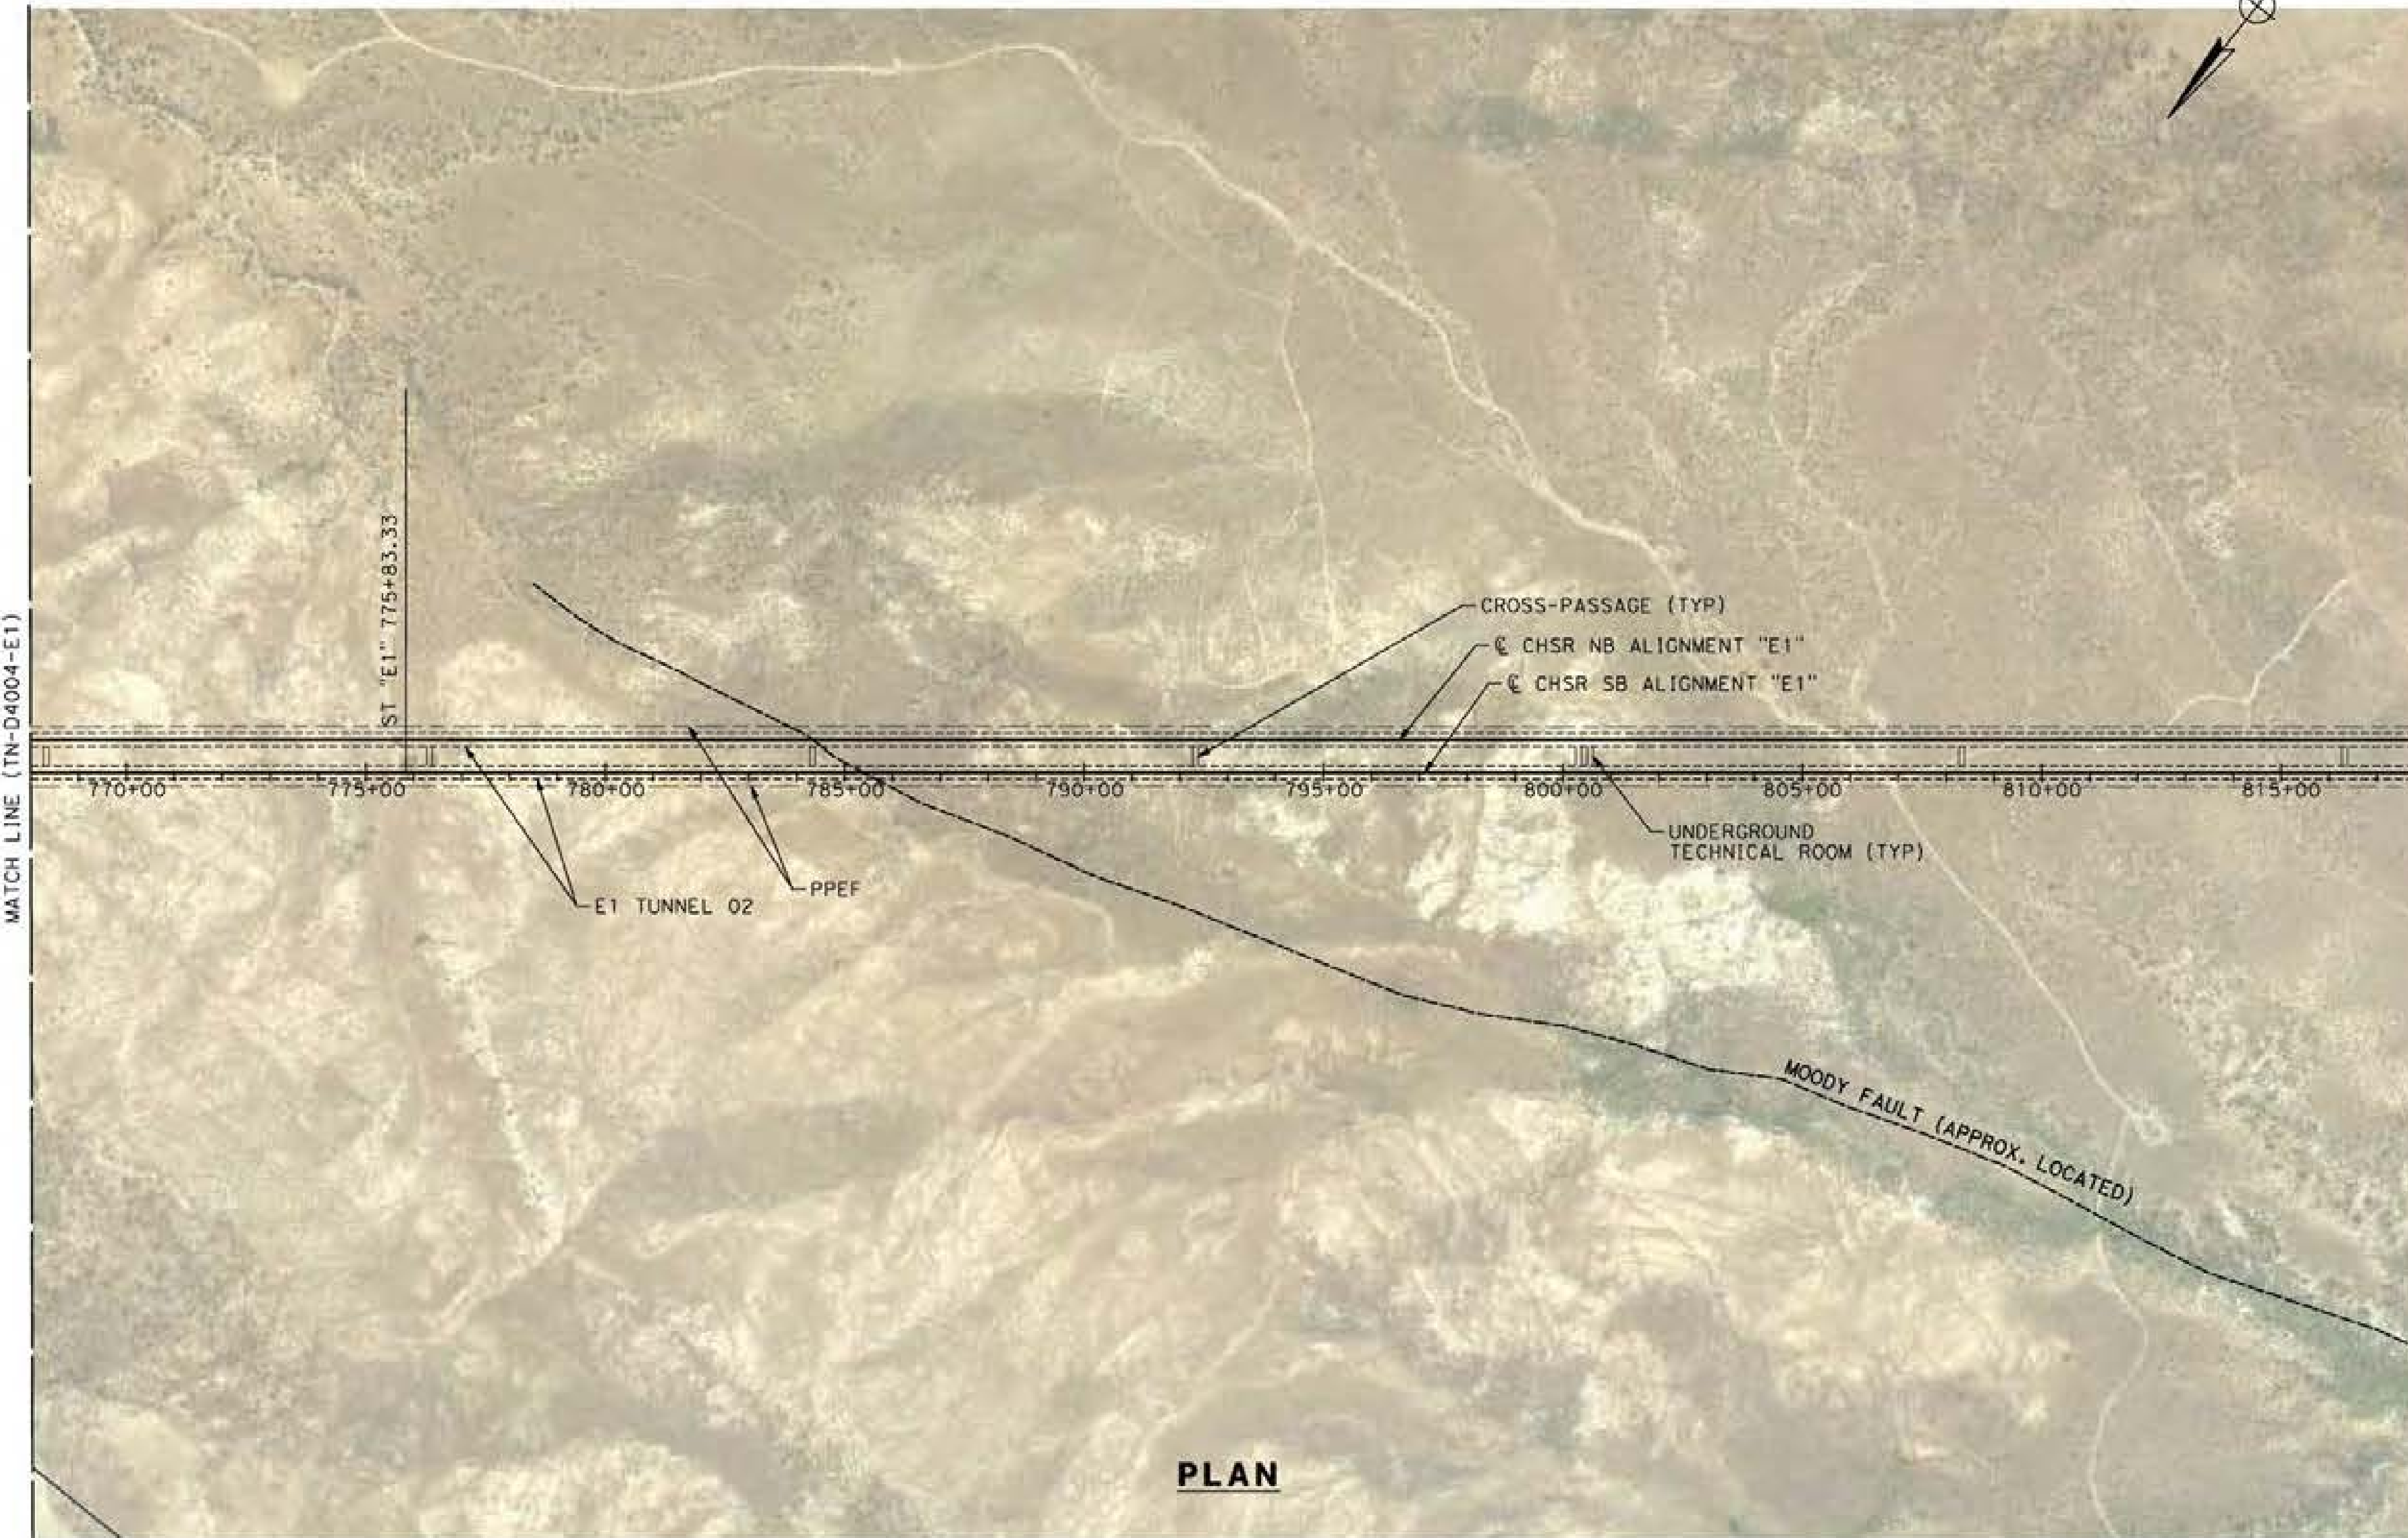 MATCH LINE (TN-D4004-E1)
ST "E1" 775+83.33
CROSS-PASSAGE (TYP)
℄ CHSR NB ALIGNMENT "E1"
℄ CHSR SB ALIGNMENT "E1"
770+00 775+00 780+00 785+00 790+00 795+00 800+00 805+00 810+00 815+00
UNDERGROUND
TECHNICAL ROOM (TYP)
PPEF
E1 TUNNEL 02
MOODY FAULT (APPROX. LOCATED)
PLAN